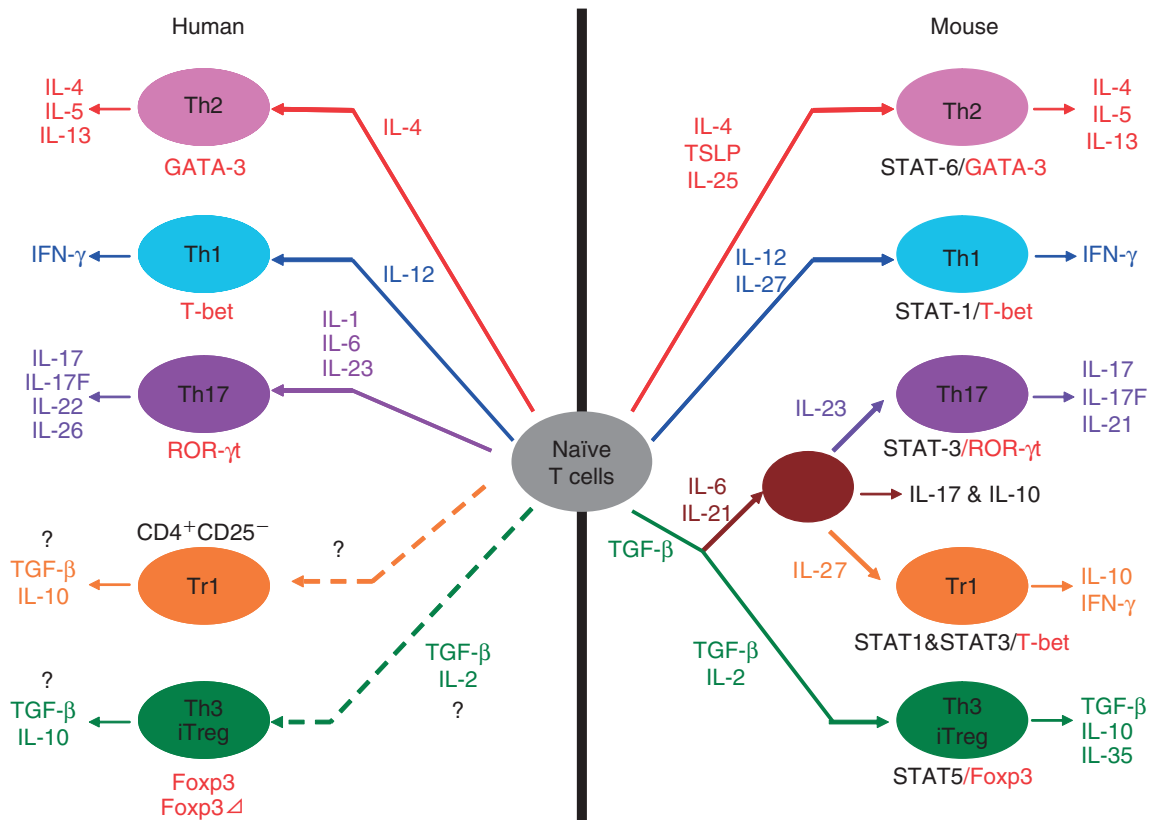 Human
IL-4
IL-5
IL-13
Th2
GATA-3
IL-4
IFN-γ
Th1
T-bet
IL-12
IL-17
IL-17F
IL-22
IL-26
Th17
ROR-γt
IL-1
IL-6
IL-23
CD4⁺CD25⁻
?
TGF-β
IL-10
Tr1
?
?
TGF-β
IL-10
Th3
iTreg
Foxp3
Foxp3⊿
TGF-β
IL-2
?
Naïve
T cells
Mouse
IL-4
TSLP
IL-25
Th2
STAT-6/GATA-3
IL-4
IL-5
IL-13
IL-12
IL-27
Th1
STAT-1/T-bet
IFN-γ
TGF-β
IL-6
IL-21
IL-23
Th17
STAT-3/ROR-γt
IL-17
IL-17F
IL-21
IL-17 & IL-10
IL-27
Tr1
STAT1&STAT3/T-bet
IL-10
IFN-γ
TGF-β
IL-2
Th3
iTreg
STAT5/Foxp3
TGF-β
IL-10
IL-35